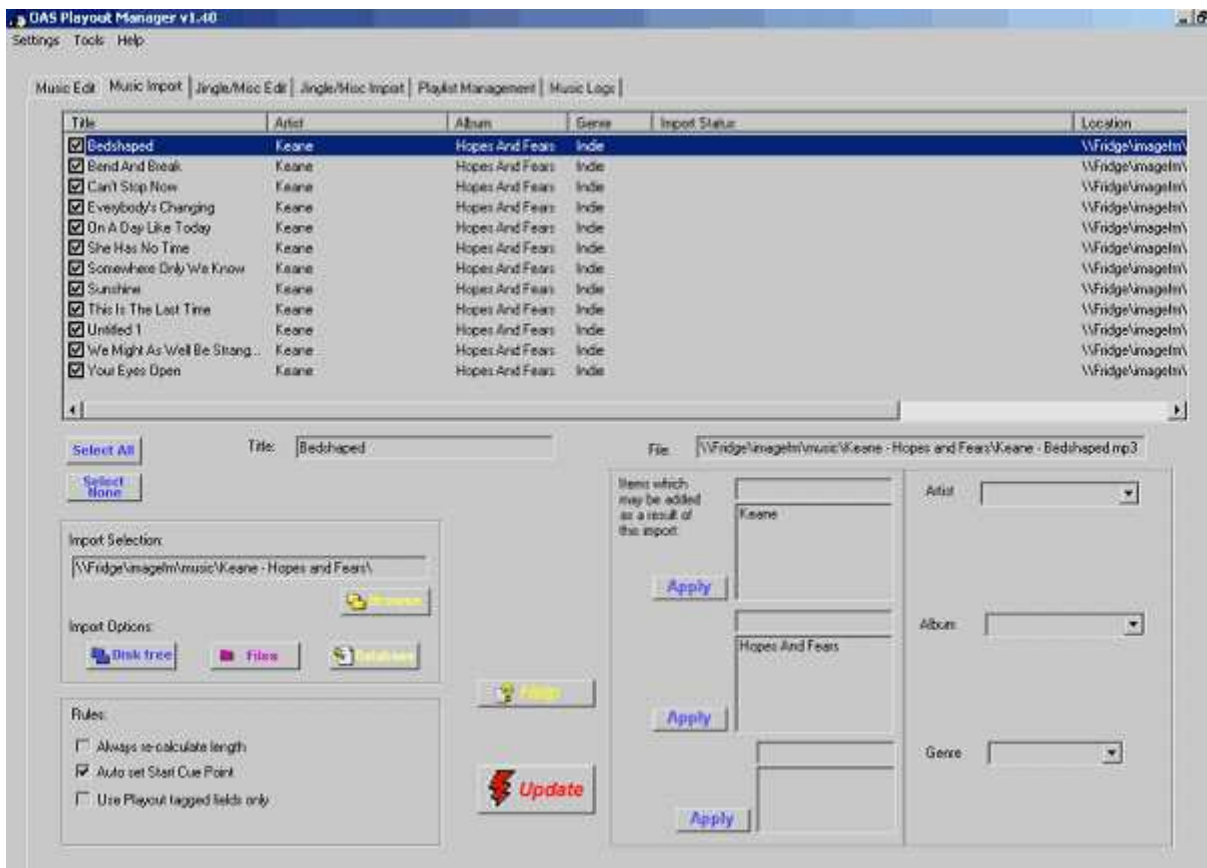 OAS Playout Manager v1.40
Settings Tools Help
Music Edit Music Import Jingle/Misc Edit Jingle/Misc Import Playlist Management Music Logs
Title Artist Album Genre Import Status Location
Bedshaped Keane Hopes And Fears Indie \\Fridge\imagefm\
Bend And Break Keane Hopes And Fears Indie \\Fridge\imagefm\
Can't Stop Now Keane Hopes And Fears Indie \\Fridge\imagefm\
Everybody's Changing Keane Hopes And Fears Indie \\Fridge\imagefm\
On A Day Like Today Keane Hopes And Fears Indie \\Fridge\imagefm\
She Has No Time Keane Hopes And Fears Indie \\Fridge\imagefm\
Somewhere Only We Know Keane Hopes And Fears Indie \\Fridge\imagefm\
Sunshine Keane Hopes And Fears Indie \\Fridge\imagefm\
This Is The Last Time Keane Hopes And Fears Indie \\Fridge\imagefm\
Untitled 1 Keane Hopes And Fears Indie \\Fridge\imagefm\
We Might As Well Be Strang... Keane Hopes And Fears Indie \\Fridge\imagefm\
Your Eyes Open Keane Hopes And Fears Indie \\Fridge\imagefm\
Select All
Title: Bedshaped
File: \\Fridge\imagefm\music\Keane - Hopes and Fears\Keane - Bedshaped.mp3
Select
None
Items which
may be added
as a result of
this import:
Keane
Apply
Artist
Import Selection:
\\Fridge\imagefm\music\Keane - Hopes and Fears\
Browse
Import Options:
Disk tree Files Database
Hopes And Fears
Apply
Album
Help
Rules:
Always re-calculate length
Auto set Start Cue Point
Use Playout tagged fields only
Update
Genre
Apply